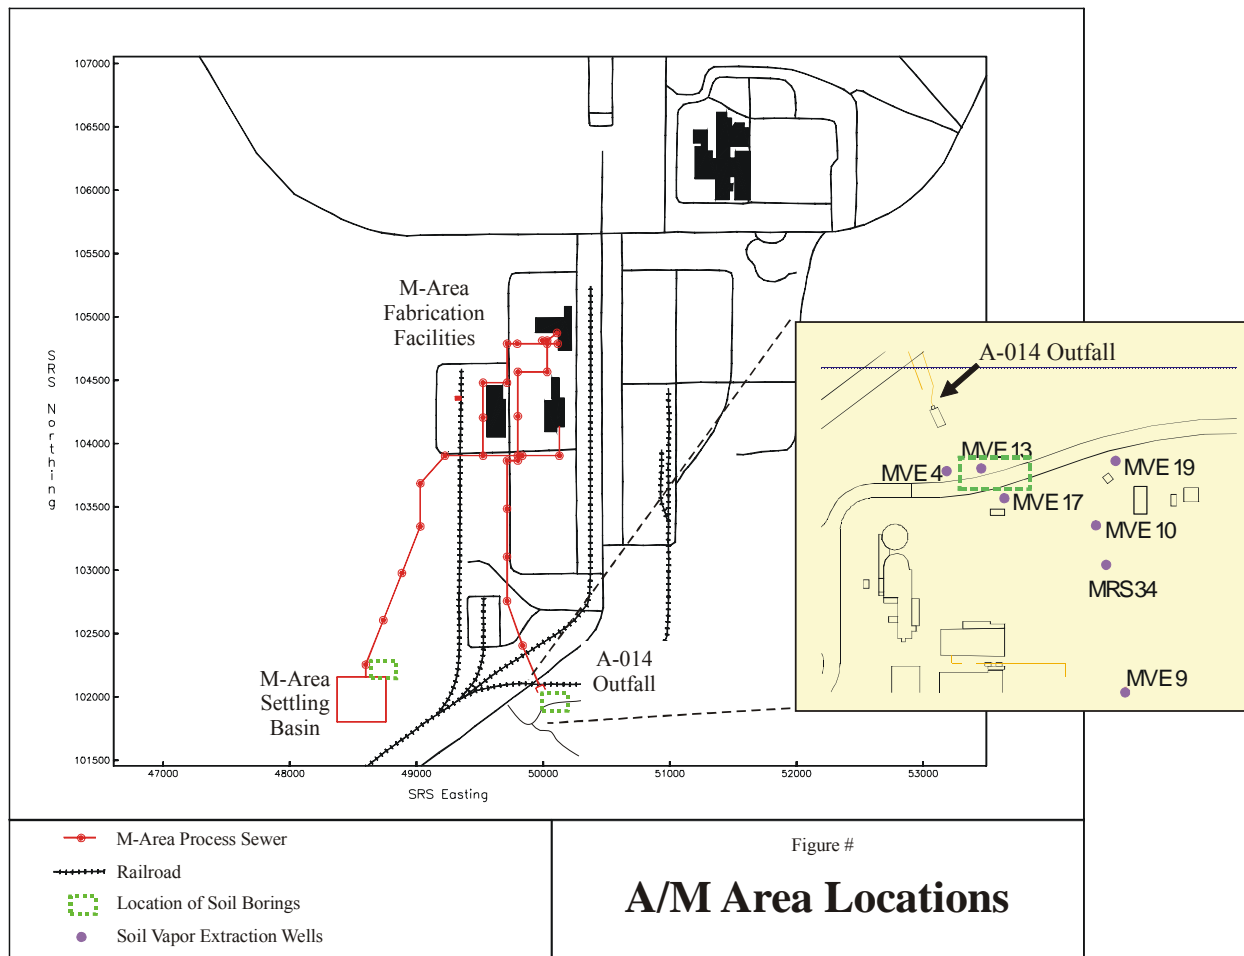 107000
106500
106000
105500
105000
104500
104000
103500
103000
102500
102000
101500
SRS Northing
M-Area
Fabrication
Facilities
A-014 Outfall
MVE 13
MVE 4
MVE 19
MVE 17
MVE 10
MRS34
MVE 9
A-014
Outfall
M-Area
Settling
Basin
47000 48000 49000 50000 51000 52000 53000
SRS Easting
M-Area Process Sewer
Railroad
Location of Soil Borings
Soil Vapor Extraction Wells
Figure #
A/M Area Locations